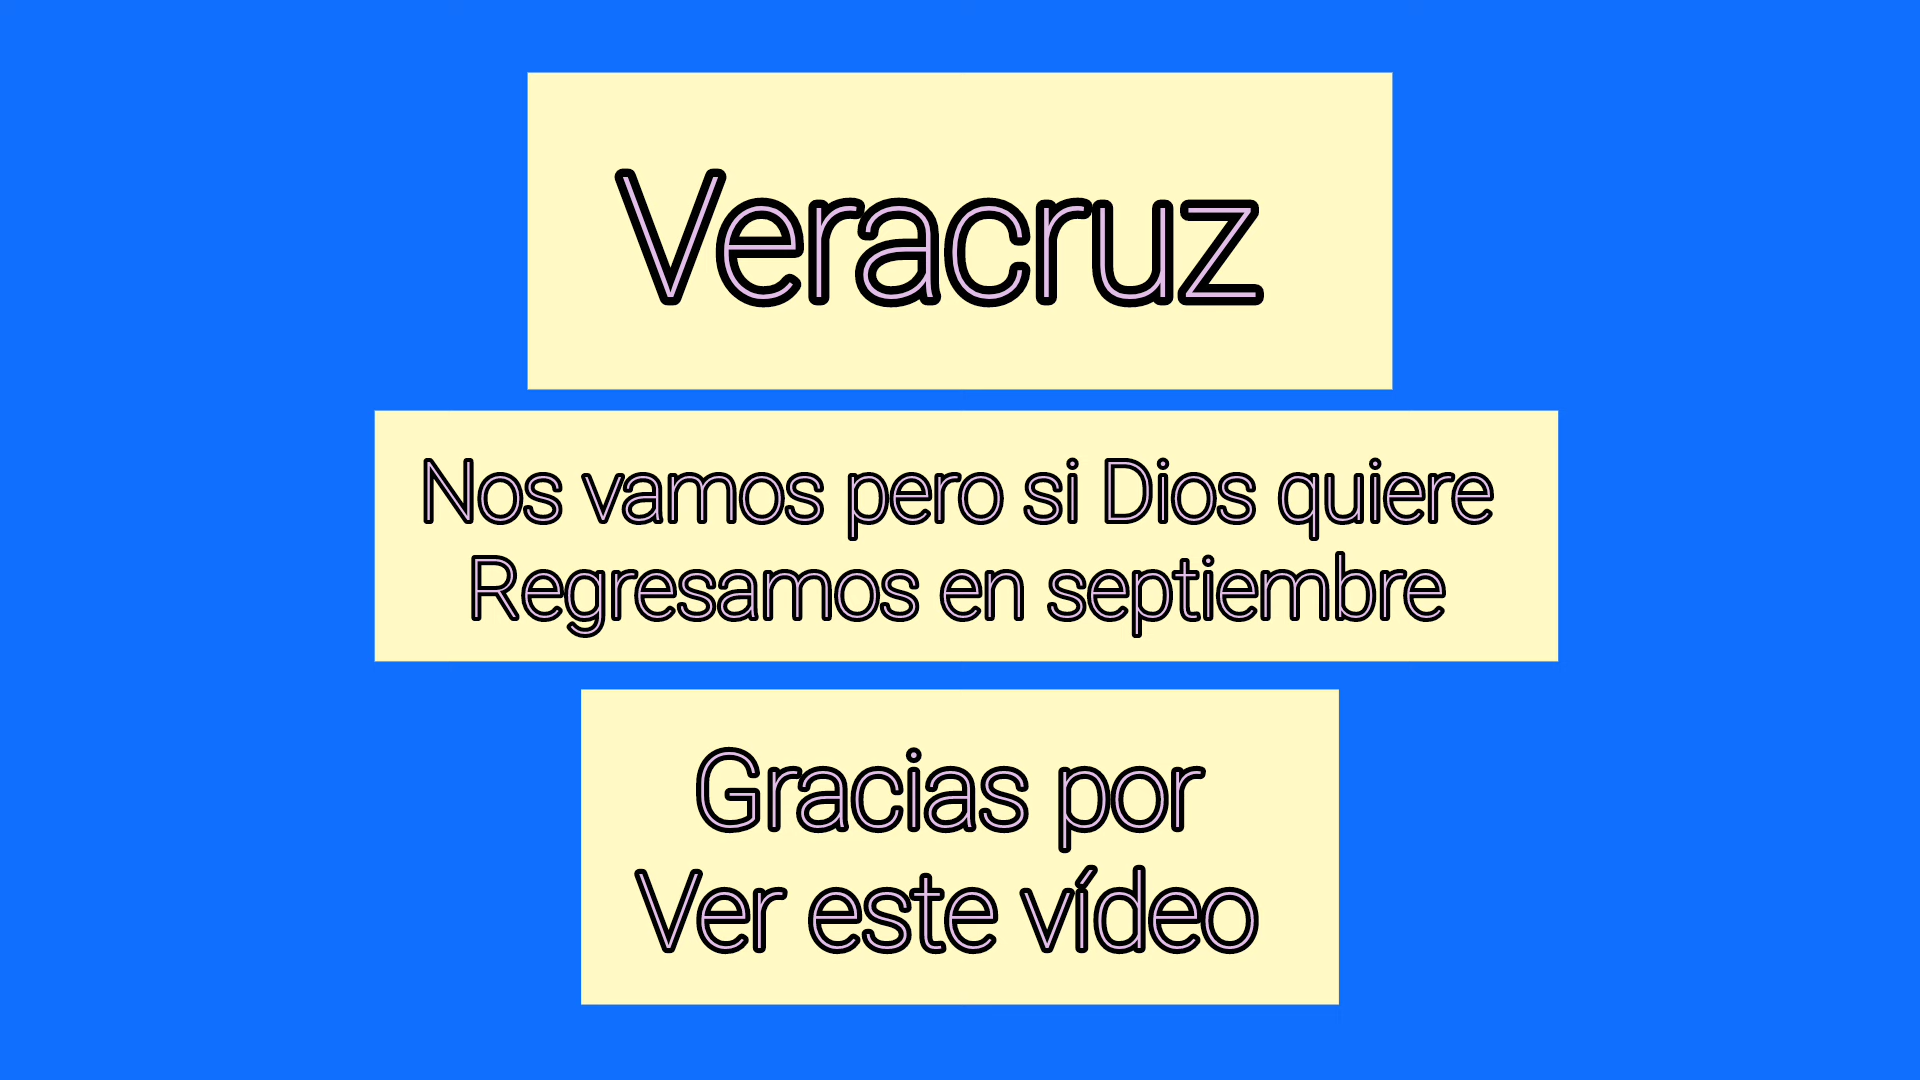 Veracruz
Nos vamos pero si Dios quiere
Regresamos en septiembre
Gracias por
Ver este vídeo